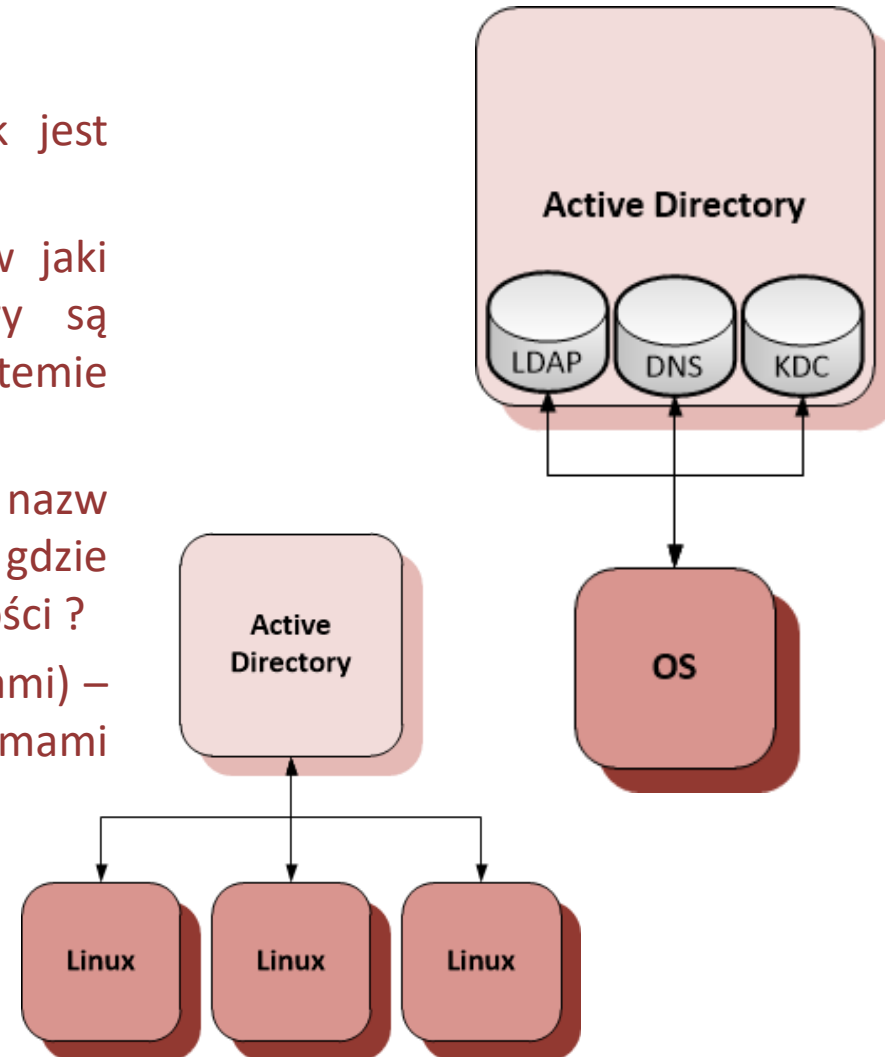 k jest
w jaki
y są
temie
nazw
gdzie
ści ?
mi) –
mami
Active Directory
LDAP
DNS
KDC
OS
Active
Directory
Linux
Linux
Linux